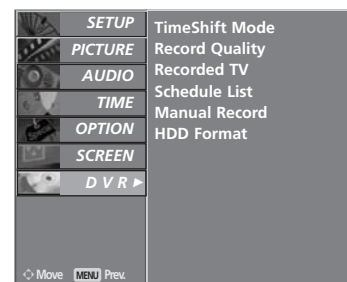 SETUP
PICTURE
AUDIO
TIME
OPTION
SCREEN
D V R ►
Move MENU Prev.
TimeShift Mode
Record Quality
Recorded TV
Schedule List
Manual Record
HDD Format